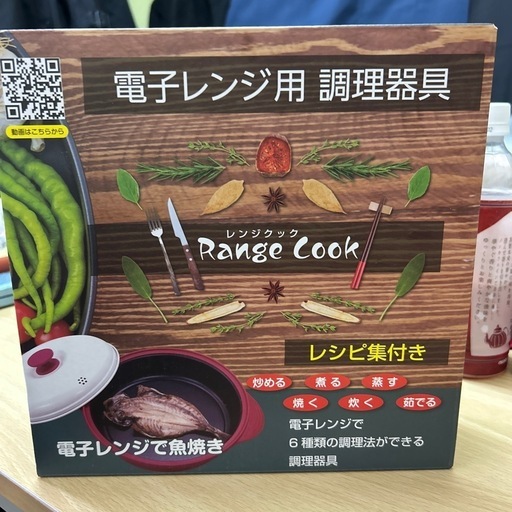 電子レンジ用 調理器具
動画はこちらから
レンジクック
Range Cook
レシピ集付き
炒める 煮る 蒸す
焼く 炊く 茹でる
電子レンジで魚焼き
電子レンジで
6種類の調理法ができる
調理器具